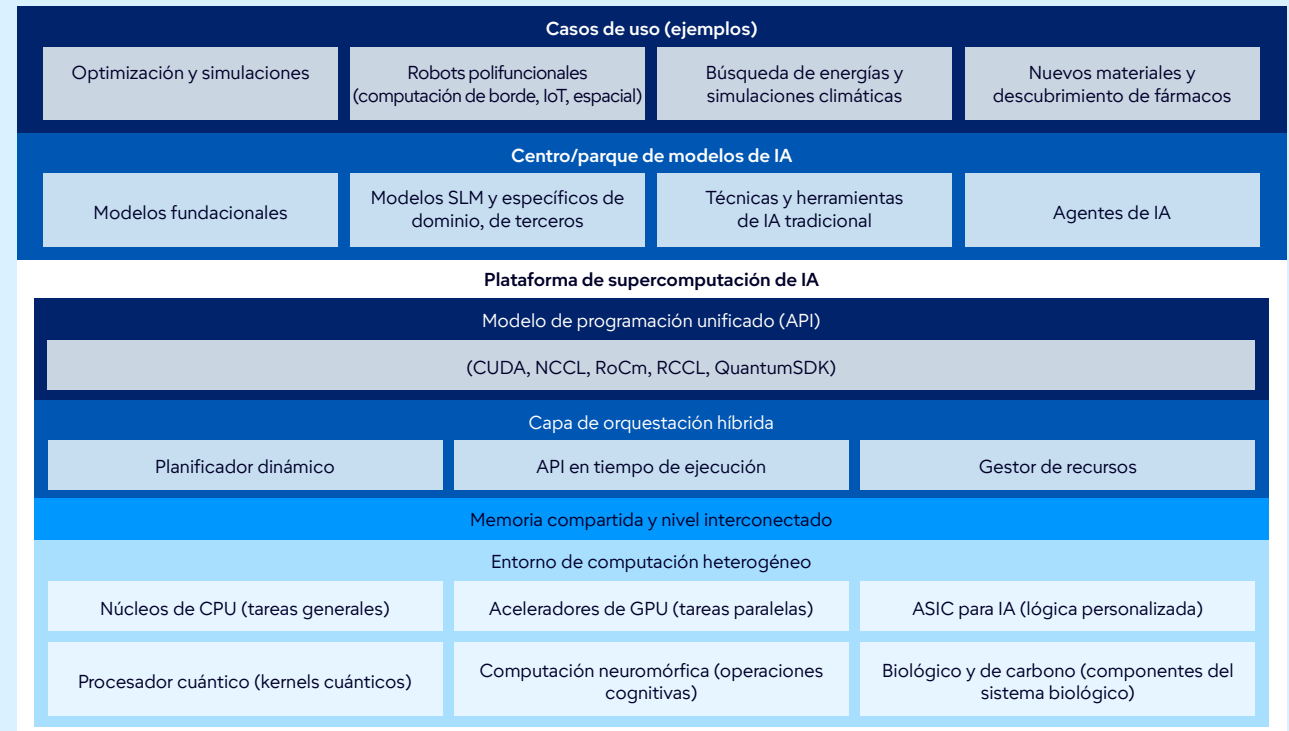 Casos de uso (ejemplos)
Optimización y simulaciones
Robots polifuncionales
(computación de borde, IoT, espacial)
Búsqueda de energías y
simulaciones climáticas
Nuevos materiales y
descubrimiento de fármacos
Centro/parque de modelos de IA
Modelos fundacionales
Modelos SLM y específicos de
dominio, de terceros
Técnicas y herramientas
de IA tradicional
Agentes de IA
Plataforma de supercomputación de IA
Modelo de programación unificado (API)
(CUDA, NCCL, RoCm, RCCL, QuantumSDK)
Capa de orquestación híbrida
Planificador dinámico
API en tiempo de ejecución
Gestor de recursos
Memoria compartida y nivel interconectado
Entorno de computación heterogéneo
Núcleos de CPU (tareas generales)
Aceleradores de GPU (tareas paralelas)
ASIC para IA (lógica personalizada)
Procesador cuántico (kernels cuánticos)
Computación neuromórfica (operaciones
cognitivas)
Biológico y de carbono (componentes del
sistema biológico)